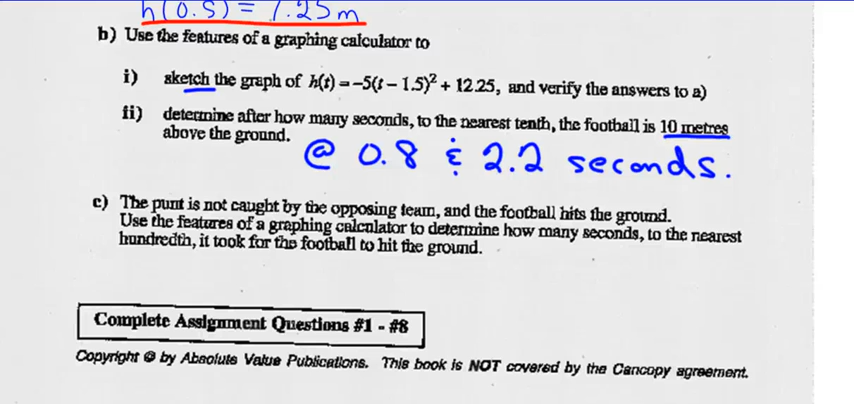 h(0.5) = 7.25m
b) Use the features of a graphing calculator to
i) sketch the graph of h(t) = -5(t – 1.5)² + 12.25, and verify the answers to a)
ii) determine after how many seconds, to the nearest tenth, the football is 10 metres
above the ground.
@ 0.8 & 2.2 seconds.
c) The punt is not caught by the opposing team, and the football hits the ground.
Use the features of a graphing calculator to determine how many seconds, to the nearest
hundredth, it took for the football to hit the ground.
Complete Assignment Questions #1 - #8
Copyright © by Absolute Value Publications. This book is NOT covered by the Cancopy agreement.